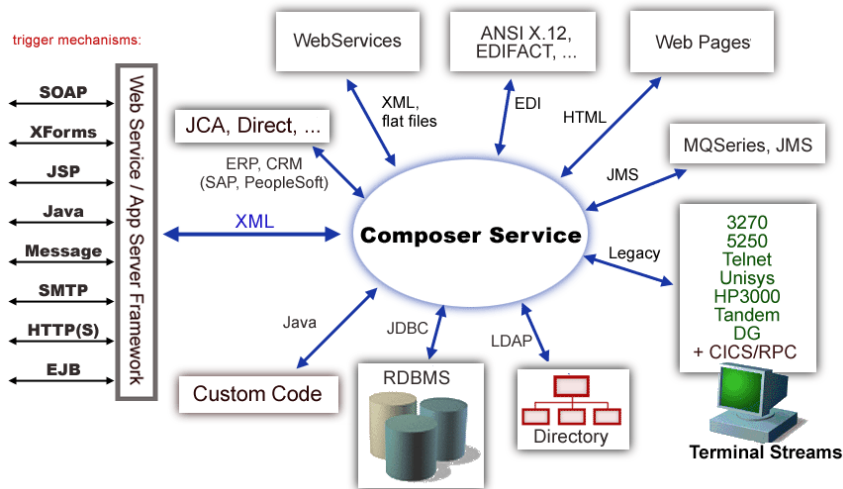 trigger mechanisms:
SOAP
XForms
JSP
Java
Message
SMTP
HTTP(S)
EJB
Web Service / App Server Framework
XML
JCA, Direct, ...
ERP, CRM
(SAP, PeopleSoft)
WebServices
XML,
flat files
ANSI X.12,
EDIFACT, ...
EDI
Web Pages
HTML
MQSeries, JMS
JMS
Composer Service
Legacy
3270
5250
Telnet
Unisys
HP3000
Tandem
DG
+ CICS/RPC
Terminal Streams
Java
Custom Code
JDBC
RDBMS
LDAP
Directory